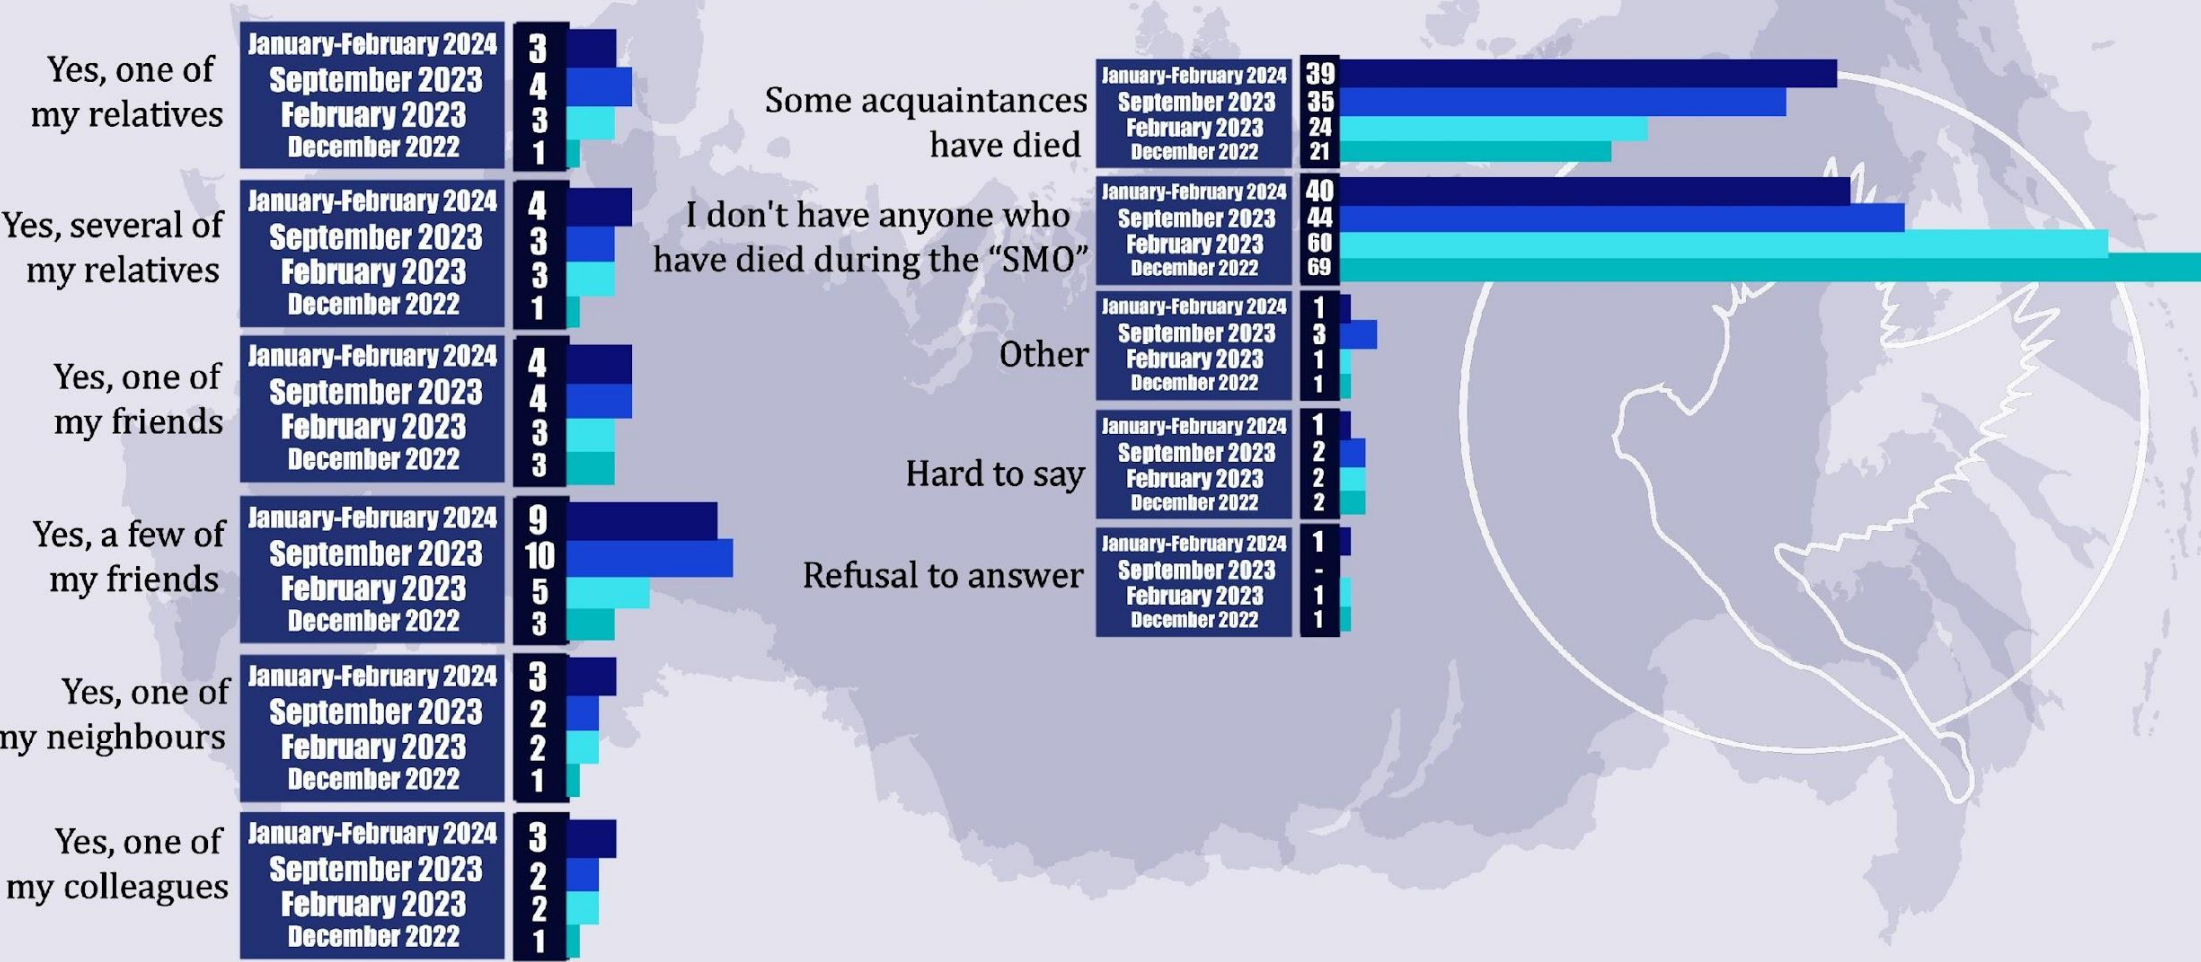 Yes, one of
my relatives
January-February 2024 3
September 2023 4
February 2023 3
December 2022 1
Yes, several of
my relatives
January-February 2024 4
September 2023 3
February 2023 3
December 2022 1
Yes, one of
my friends
January-February 2024 4
September 2023 4
February 2023 3
December 2022 3
Yes, a few of
my friends
January-February 2024 9
September 2023 10
February 2023 5
December 2022 3
Yes, one of
my neighbours
January-February 2024 3
September 2023 2
February 2023 2
December 2022 1
Yes, one of
my colleagues
January-February 2024 3
September 2023 2
February 2023 2
December 2022 1
Some acquaintances
have died
January-February 2024 39
September 2023 35
February 2023 24
December 2022 21
I don't have anyone who
have died during the “SMO”
January-February 2024 40
September 2023 44
February 2023 60
December 2022 69
Other
January-February 2024 1
September 2023 3
February 2023 1
December 2022 1
Hard to say
January-February 2024 1
September 2023 2
February 2023 2
December 2022 2
Refusal to answer
January-February 2024 1
September 2023 -
February 2023 1
December 2022 1